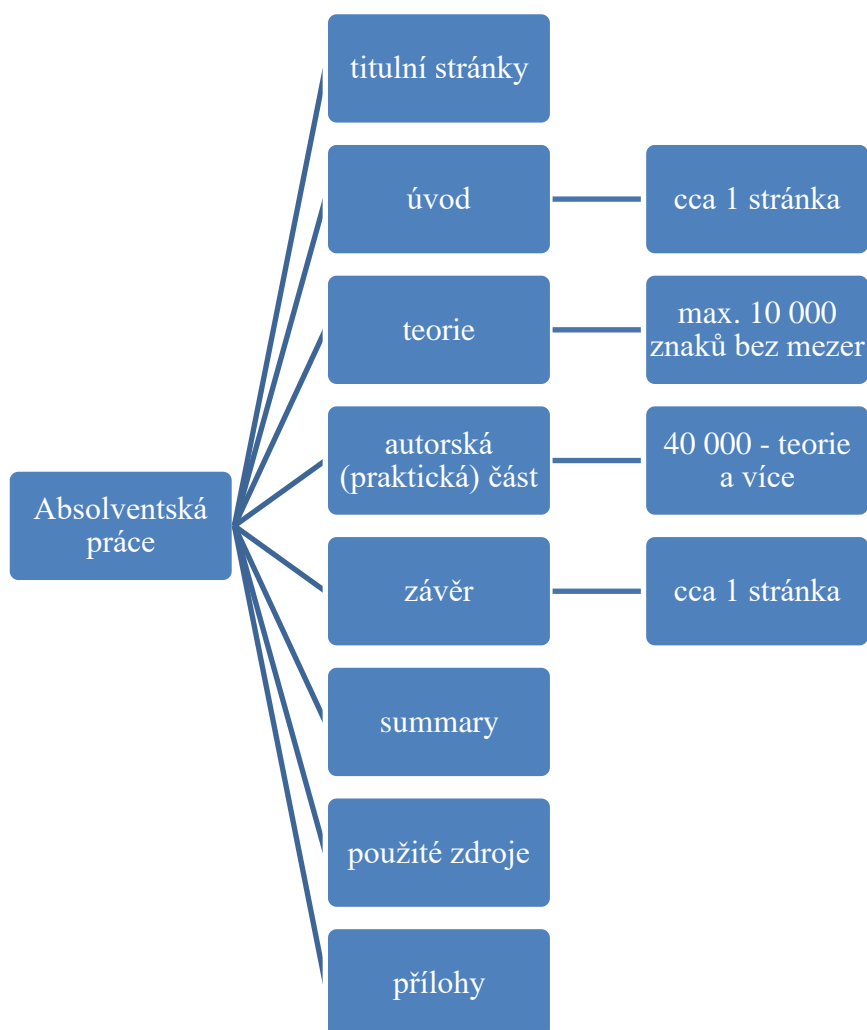 titulní stránky
úvod
cca 1 stránka
teorie
max. 10 000
znaků bez mezer
autorská
(praktická) část
40 000 - teorie
a více
Absolventská
práce
závěr
cca 1 stránka
summary
použité zdroje
přílohy